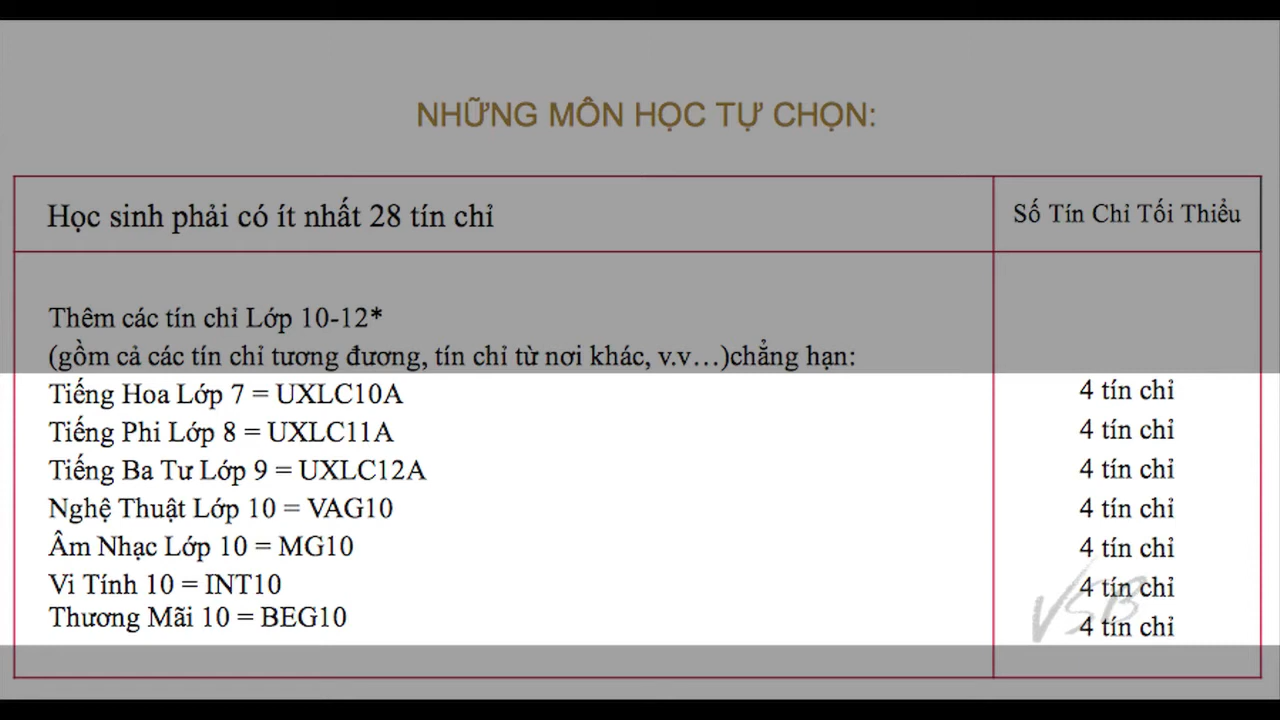 NHỮNG MÔN HỌC TỰ CHỌN:
Học sinh phải có ít nhất 28 tín chỉ
Số Tín Chỉ Tối Thiểu
Thêm các tín chỉ Lớp 10-12*
(gồm cả các tín chỉ tương đương, tín chỉ từ nơi khác, v.v…)chẳng hạn:
Tiếng Hoa Lớp 7 = UXLC10A 4 tín chỉ
Tiếng Phi Lớp 8 = UXLC11A 4 tín chỉ
Tiếng Ba Tư Lớp 9 = UXLC12A 4 tín chỉ
Nghệ Thuật Lớp 10 = VAG10 4 tín chỉ
Âm Nhạc Lớp 10 = MG10 4 tín chỉ
Vi Tính 10 = INT10 4 tín chỉ
Thương Mãi 10 = BEG10 4 tín chỉ
VSB